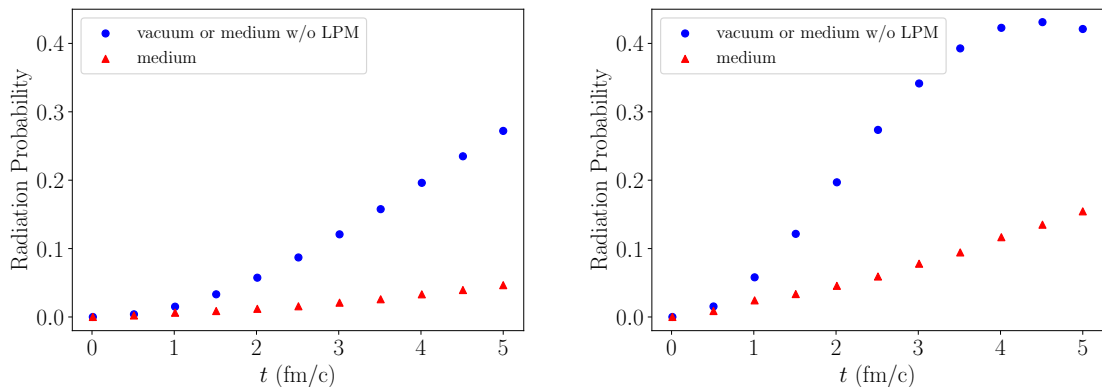 vacuum or medium w/o LPM
medium
Radiation Probability
0.4
0.3
0.2
0.1
0.0
0 1 2 3 4 5
t (fm/c)
vacuum or medium w/o LPM
medium
Radiation Probability
0.4
0.3
0.2
0.1
0.0
0 1 2 3 4 5
t (fm/c)